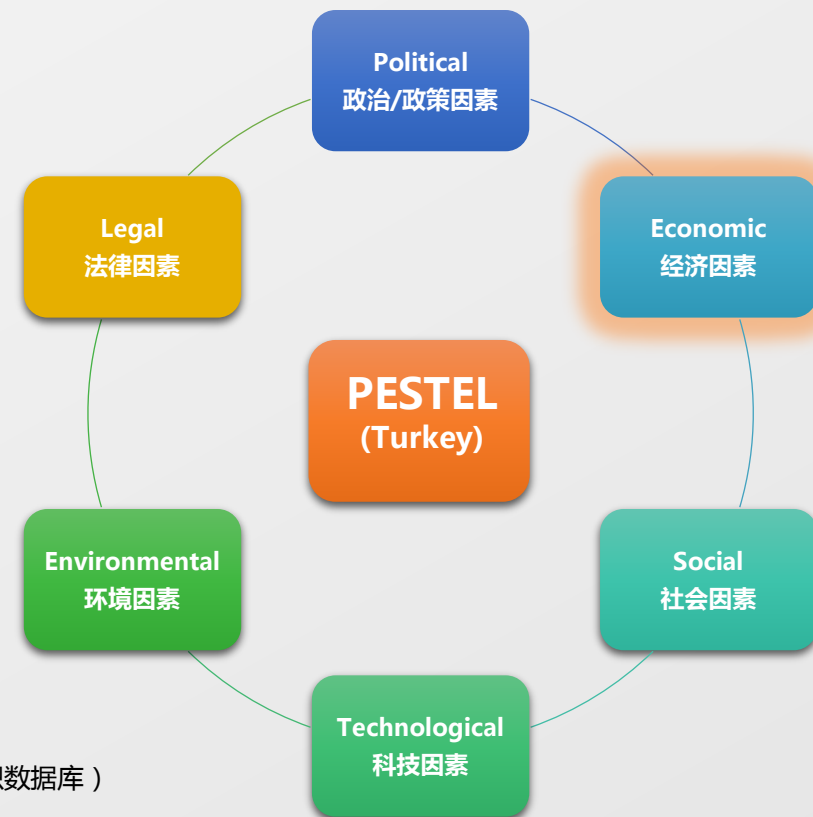 Political
政治/政策因素
Legal
法律因素
Economic
经济因素
PESTEL
(Turkey)
Environmental
环境因素
Social
社会因素
Technological
科技因素
数据库）